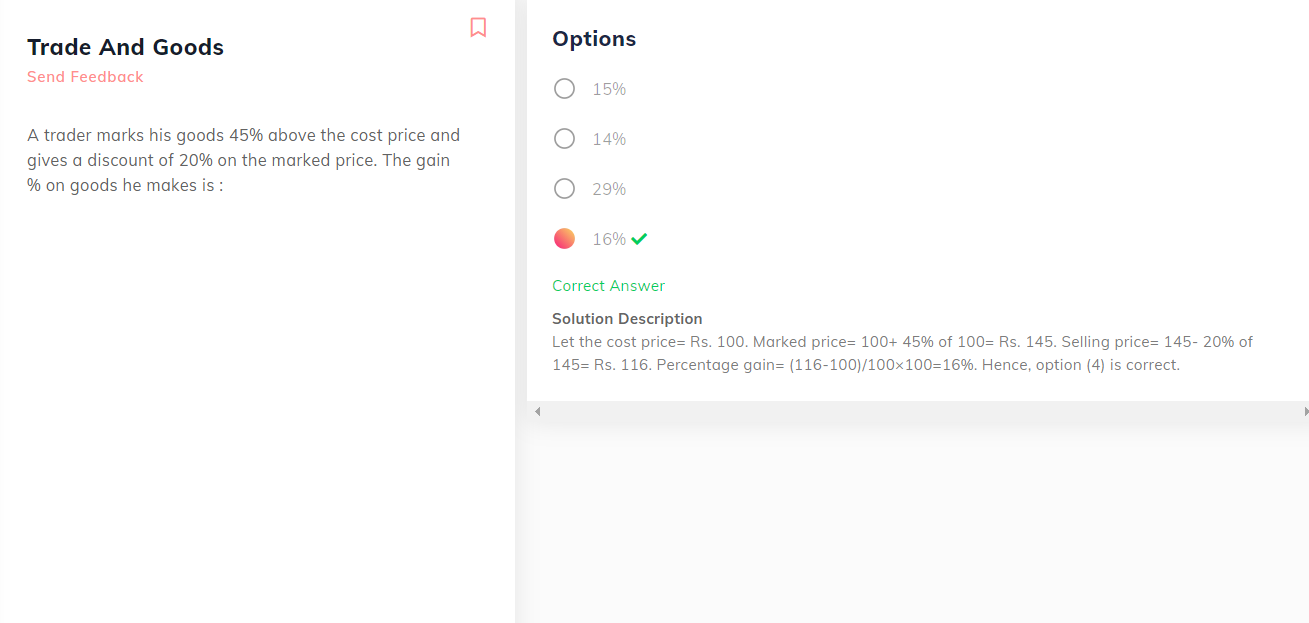 Trade And Goods
Send Feedback
A trader marks his goods 45% above the cost price and
gives a discount of 20% on the marked price. The gain
% on goods he makes is :
Options
15%
14%
29%
16%
Correct Answer
Solution Description
Let the cost price= Rs. 100. Marked price= 100+ 45% of 100= Rs. 145. Selling price= 145- 20% of
145= Rs. 116. Percentage gain= (116-100)/100×100=16%. Hence, option (4) is correct.